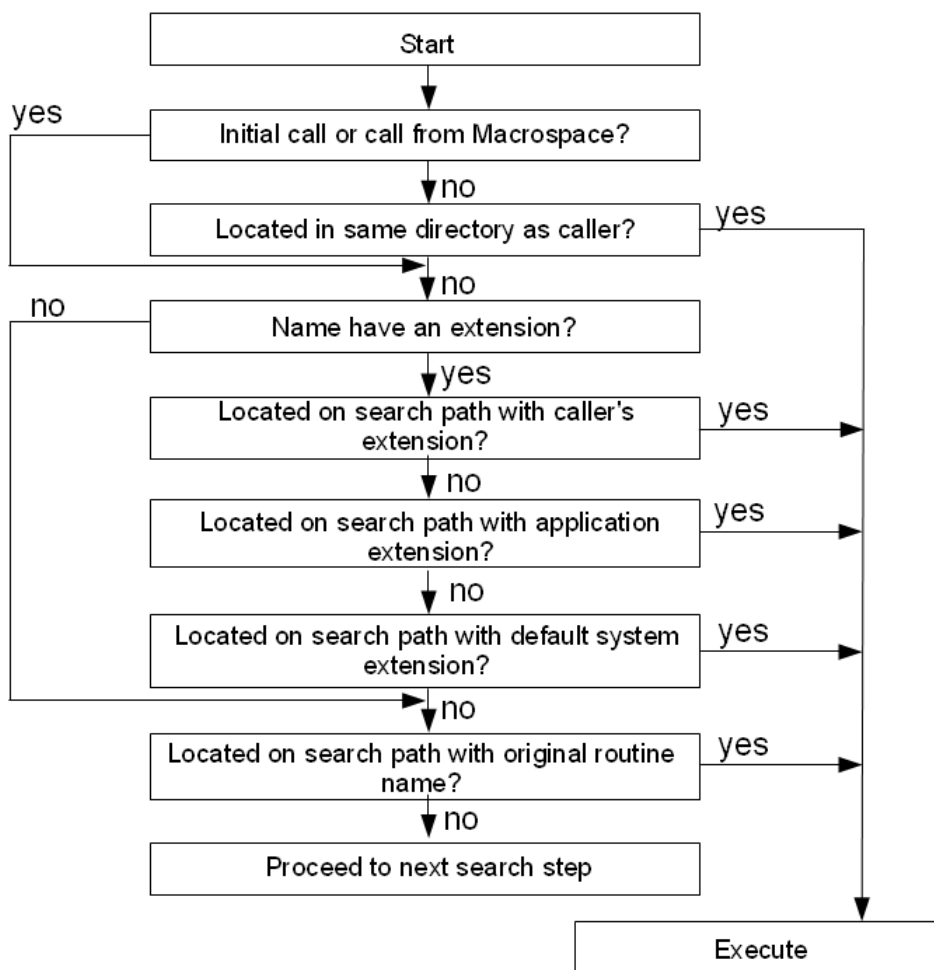 Start
yes
Initial call or call from Macrospace?
no
Located in same directory as caller?
yes
no
no
Name have an extension?
yes
Located on search path with caller's
extension?
yes
no
Located on search path with application
extension?
yes
no
Located on search path with default system
extension?
yes
no
Located on search path with original routine
name?
yes
no
Proceed to next search step
Execute